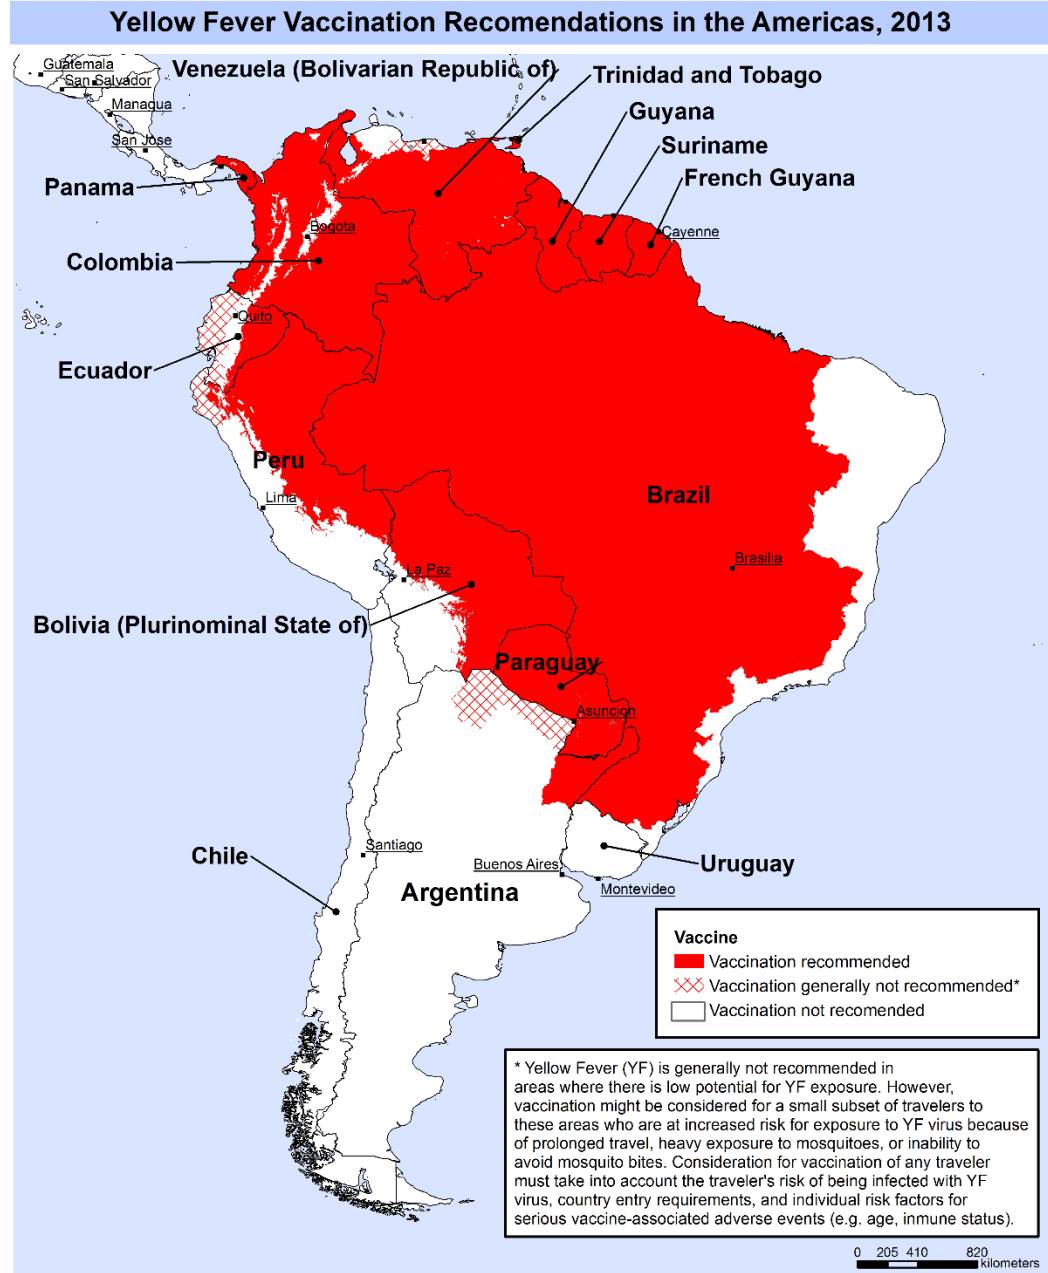 Yellow Fever Vaccination Recomendations in the Americas, 2013
Guatemala
San Salvador
Managua
San Jose
Venezuela (Bolivarian Republic of)
Trinidad and Tobago
Guyana
Suriname
French Guyana
Panama
Bogota
Cayenne
Colombia
Quito
Ecuador
Peru
Lima
Brazil
Brasilia
La Paz
Bolivia (Plurinominal State of)
Paraguay
Asuncion
Santiago
Chile
Buenos Aires
Uruguay
Montevideo
Argentina
Vaccine
Vaccination recommended
Vaccination generally not recommended*
Vaccination not recomended
* Yellow Fever (YF) is generally not recommended in
areas where there is low potential for YF exposure. However,
vaccination might be considered for a small subset of travelers to
these areas who are at increased risk for exposure to YF virus because
of prolonged travel, heavy exposure to mosquitoes, or inability to
avoid mosquito bites. Consideration for vaccination of any traveler
must take into account the traveler's risk of being infected with YF
virus, country entry requirements, and individual risk factors for
serious vaccine-associated adverse events (e.g. age, inmune status).
0 205 410 820
kilometers